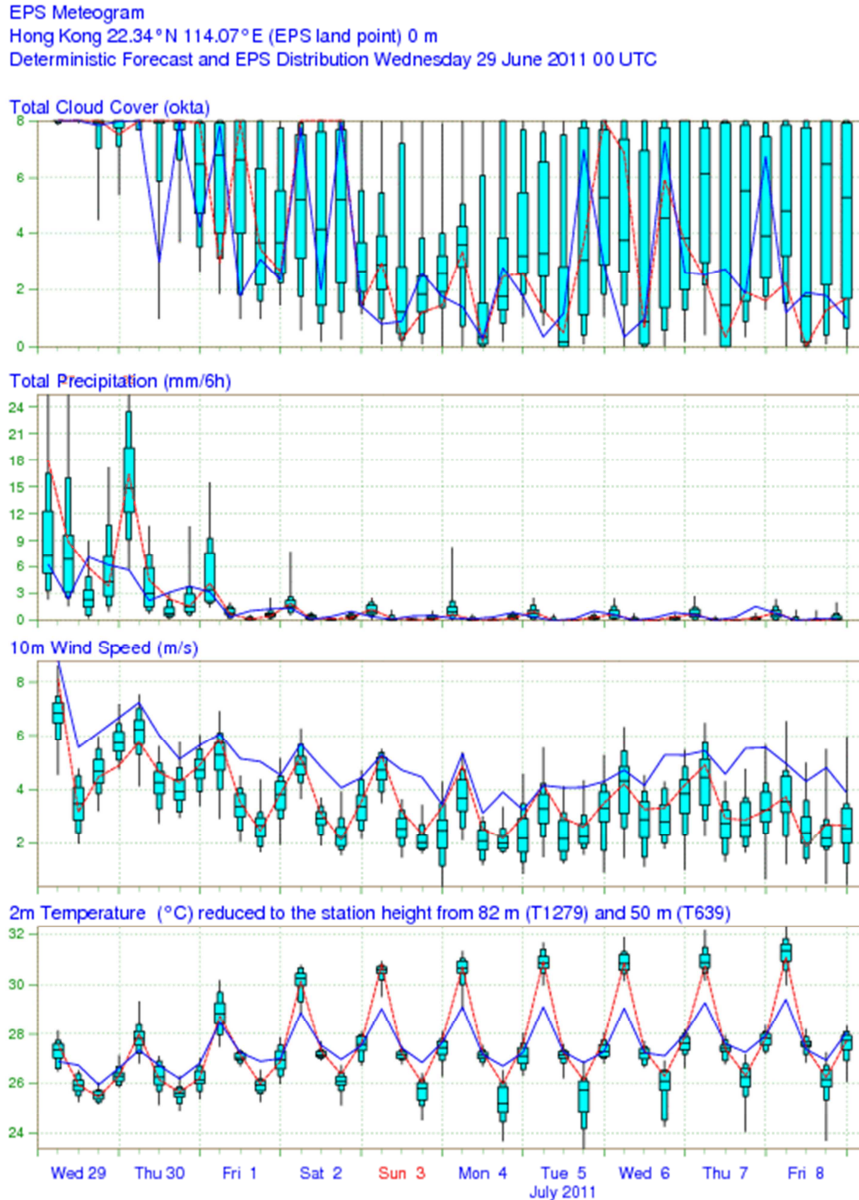 EPS Meteogram
Hong Kong 22.34°N 114.07°E (EPS land point) 0 m
Deterministic Forecast and EPS Distribution Wednesday 29 June 2011 00 UTC
Total Cloud Cover (okta)
8
6
4
2
0
Total Precipitation (mm/6h)
24
21
18
15
12
9
6
3
0
10m Wind Speed (m/s)
8
6
4
2
2m Temperature (°C) reduced to the station height from 82 m (T1279) and 50 m (T639)
32
30
28
26
24
Wed 29 Thu 30 Fri 1 Sat 2 Sun 3 Mon 4 Tue 5 Wed 6 Thu 7 Fri 8
July 2011